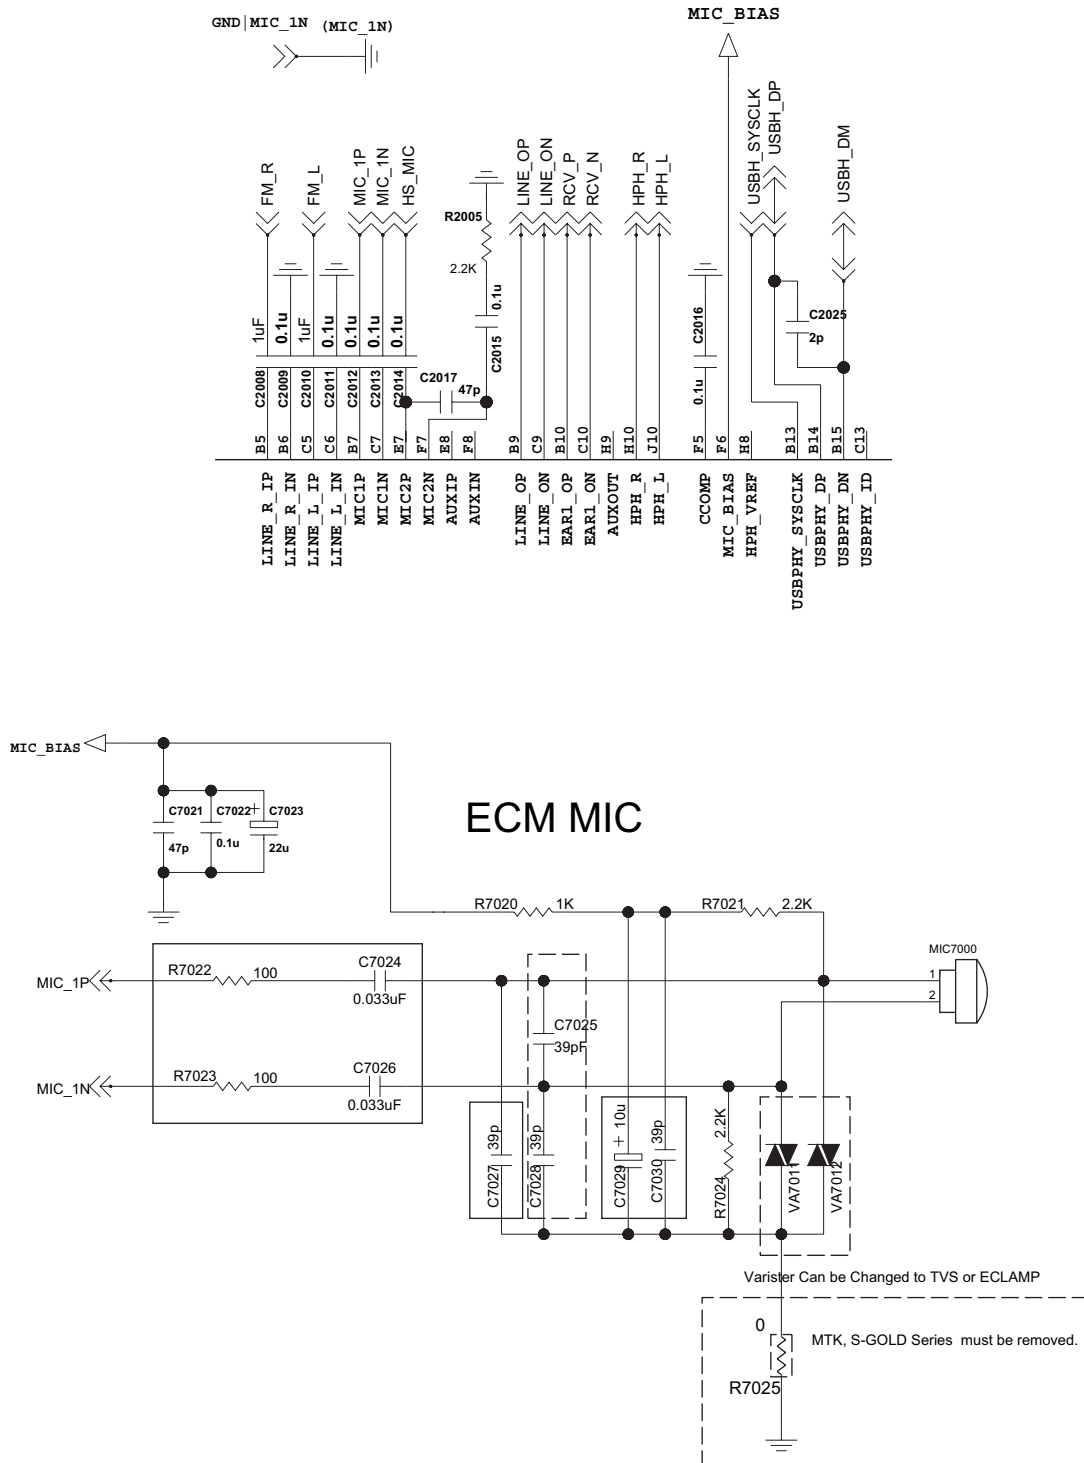 MIC_BIAS
GND|MIC_1N (MIC_1N)
FM_R
FM_L
MIC_1P
MIC_1N
HS_MIC
R2005
2.2K
LINE_OP
LINE_ON
RCV_P
RCV_N
HPH_R
HPH_L
USBH_SYSCLK
USBH_DP
USBH_DM
1uF
0.1u
1uF
0.1u
0.1u
0.1u
0.1u
0.1u
C2015
C2008
C2009
C2010
C2011
C2012
C2013
C2014
C2017
47p
C2016
0.1u
C2025
2p
B5
B6
C5
C6
B7
C7
E7
F7
E8
F8
B9
C9
B10
C10
H9
H10
J10
F5
F6
H8
B13
B14
B15
C13
LINE_R_IP
LINE_R_IN
LINE_L_IP
LINE_L_IN
MIC1P
MIC1N
MIC2P
MIC2N
AUXIP
AUXIN
LINE_OP
LINE_ON
EAR1_OP
EAR1_ON
AUXOUT
HPH_R
HPH_L
CCOMP
MIC_BIAS
HPH_VREF
USBPHY_SYSCLK
USBPHY_DP
USBPHY_DN
USBPHY_ID
MIC_BIAS
C7021
47p
C7022
0.1u
+
C7023
22u
ECM MIC
R7020
1K
R7021
2.2K
MIC7000
1
2
MIC_1P
R7022
100
C7024
0.033uF
C7025
39pF
MIC_1N
R7023
100
C7026
0.033uF
C7027
39p
C7028
39p
C7029
+ 10u
C7030
39p
R7024
2.2K
VA7011
VA7012
Varister Can be Changed to TVS or ECLAMP
0
MTK, S-GOLD Series must be removed.
R7025